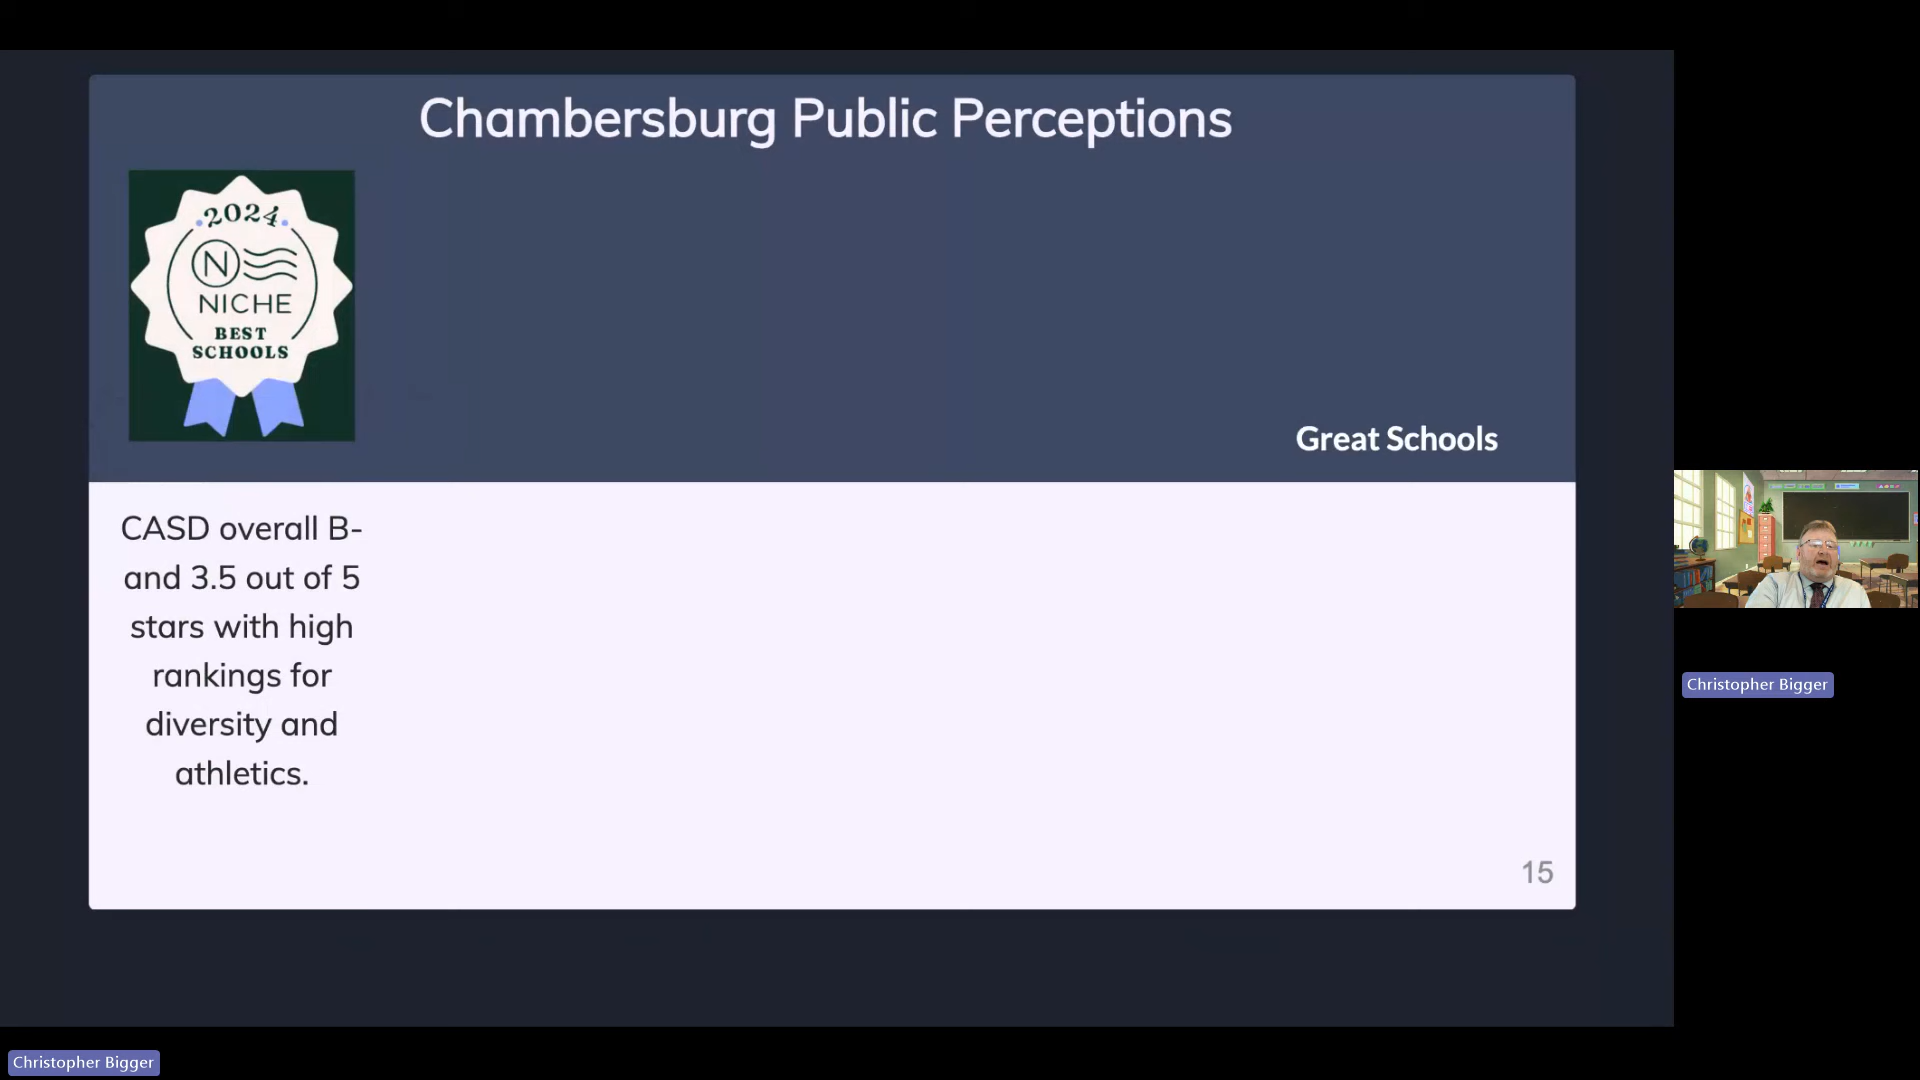 Chambersburg Public Perceptions
2024
N
NICHE
BEST
SCHOOLS
Great Schools
CASD overall B-
and 3.5 out of 5
stars with high
rankings for
diversity and
athletics.
15
Christopher Bigger
Christopher Bigger